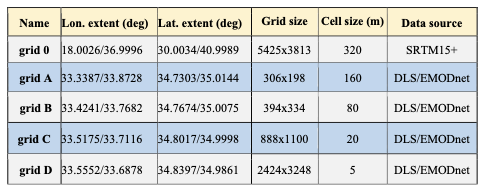 Name Lon. extent (deg) Lat. extent (deg) Grid size Cell size (m) Data source
grid 0 18.0026/36.9996 30.0034/40.9989 5425x3813 320 SRTM15+
grid A 33.3387/33.8728 34.7303/35.0144 306x198 160 DLS/EMODnet
grid B 33.4241/33.7682 34.7674/35.0075 394x334 80 DLS/EMODnet
grid C 33.5175/33.7116 34.8017/34.9998 888x1100 20 DLS/EMODnet
grid D 33.5552/33.6878 34.8397/34.9861 2424x3248 5 DLS/EMODnet